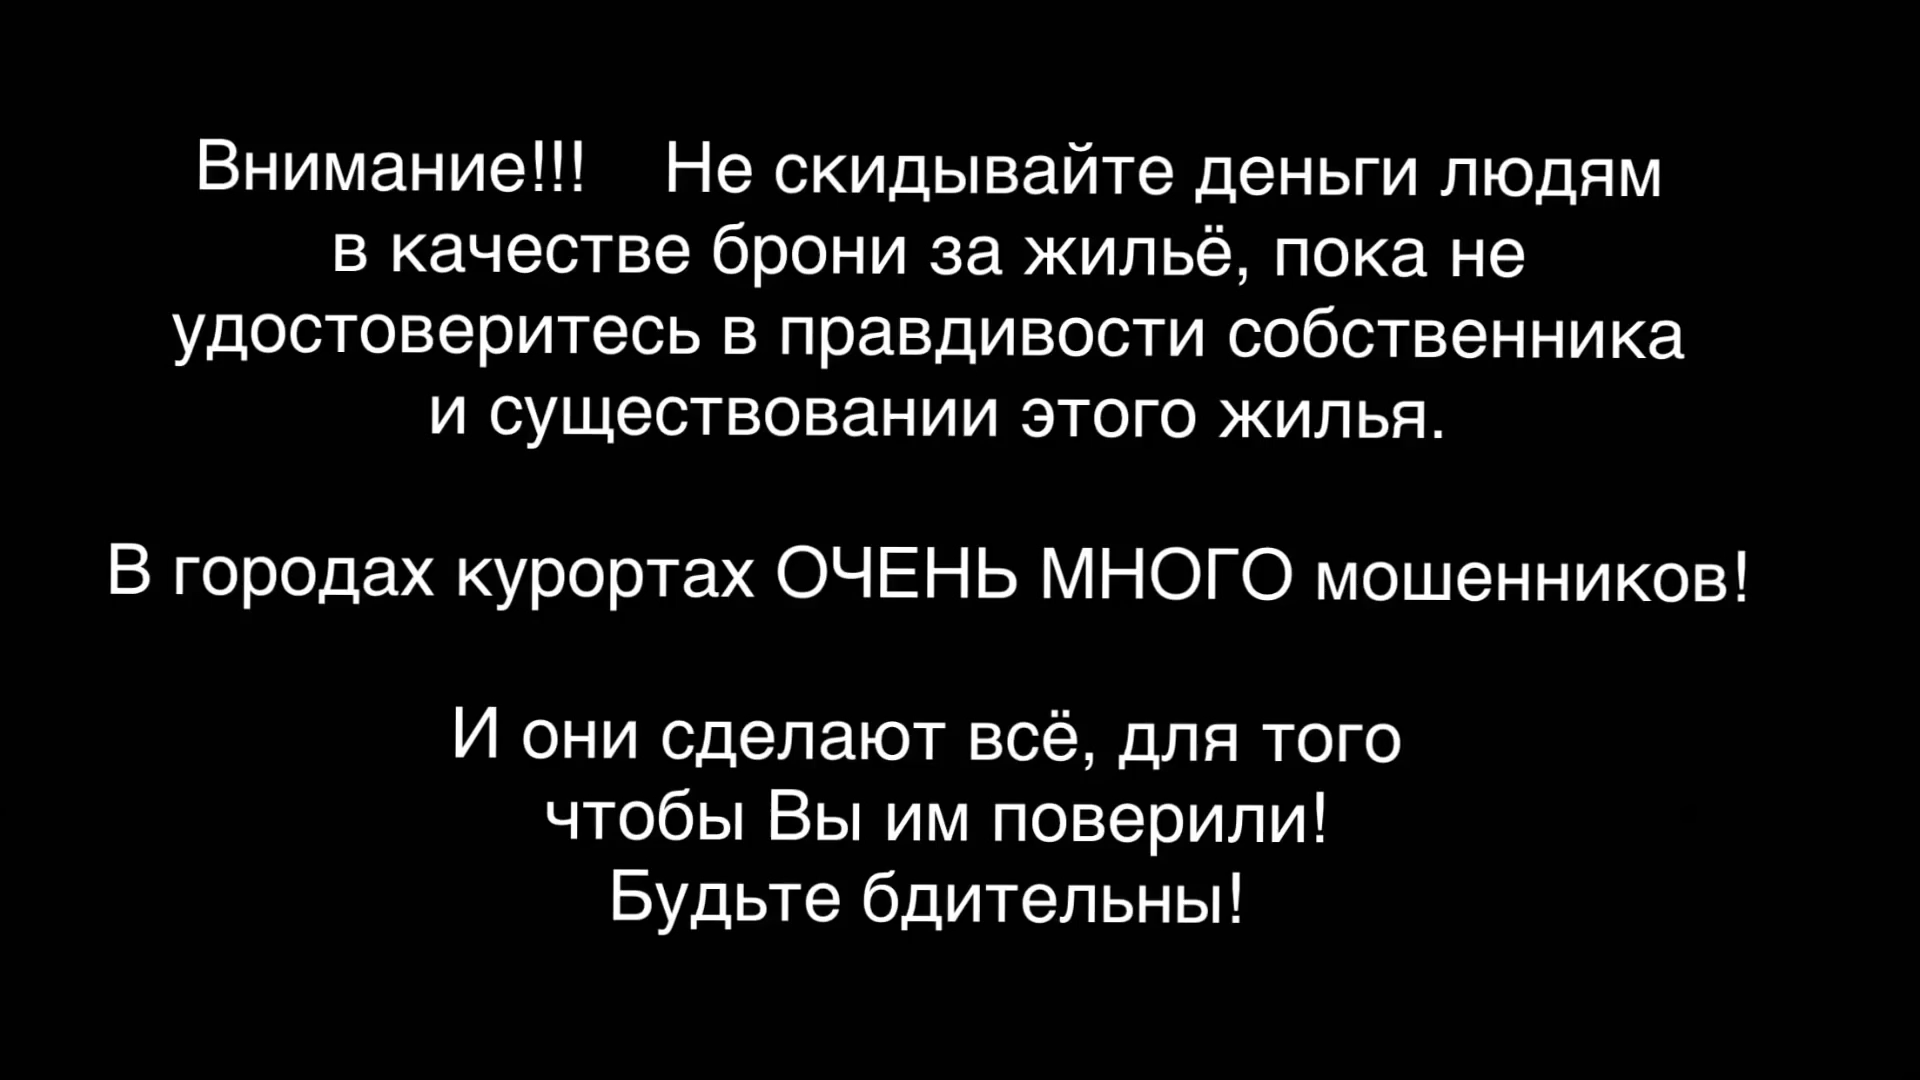 Внимание!!! Не скидывайте деньги людям
в качестве брони за жильё, пока не
удостоверитесь в правдивости собственника
и существовании этого жилья.
В городах курортах ОЧЕНЬ МНОГО мошенников!
И они сделают всё, для того
чтобы Вы им поверили!
Будьте бдительны!